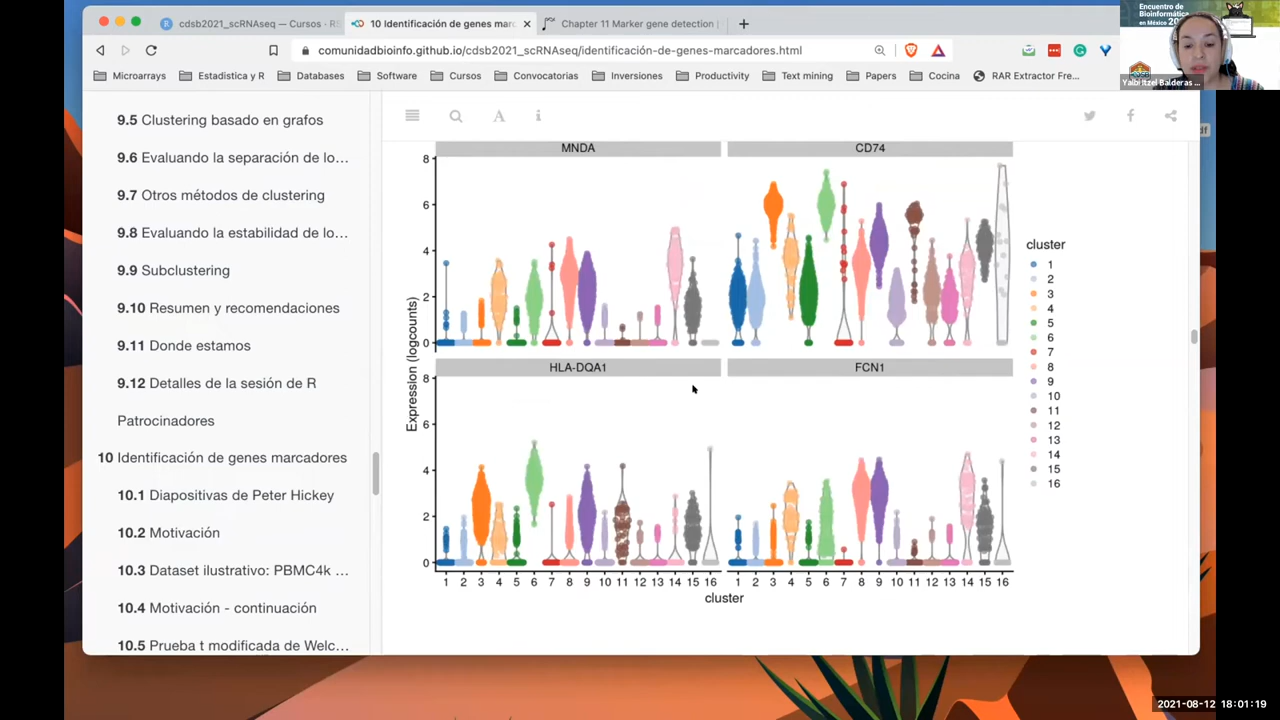 cdsb2021_scRNAseq — Cursos · R
10 Identificación de genes marc
Chapter 11 Marker gene detection
Encuentro de
Bioinformática
en México
comunidadbioinfo.github.io/cdsb2021_scRNAseq/identificación-de-genes-marcadores.html
Yalbi Itzel Balderas ...
Microarrays
Estadistica y R
Databases
Software
Cursos
Convocatorias
Inversiones
Productivity
Text mining
Papers
Cocina
RAR Extractor Fre...
9.5 Clustering basado en grafos
9.6 Evaluando la separación de lo...
9.7 Otros métodos de clustering
9.8 Evaluando la estabilidad de lo...
9.9 Subclustering
9.10 Resumen y recomendaciones
9.11 Donde estamos
9.12 Detalles de la sesión de R
Patrocinadores
10 Identificación de genes marcadores
10.1 Diapositivas de Peter Hickey
10.2 Motivación
10.3 Dataset ilustrativo: PBMC4k ...
10.4 Motivación - continuación
10.5 Prueba t modificada de Welc...
MNDA
CD74
8
6
4
2
0
HLA-DQA1
FCN1
8
6
4
2
0
Expression (logcounts)
1 2 3 4 5 6 7 8 9 10 11 12 13 14 15 16
1 2 3 4 5 6 7 8 9 10 11 12 13 14 15 16
cluster
cluster
1
2
3
4
5
6
7
8
9
10
11
12
13
14
15
16
2021-08-12 18:01:19